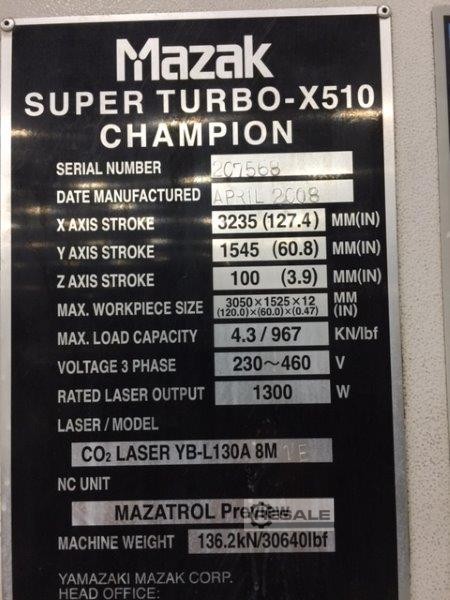 Mazak
SUPER TURBO-X510
CHAMPION
SERIAL NUMBER 207568
DATE MANUFACTURED APRIL 2008
X AXIS STROKE 3235 (127.4) MM(IN)
Y AXIS STROKE 1545 (60.8) MM(IN)
Z AXIS STROKE 100 (3.9) MM(IN)
MAX. WORKPIECE SIZE 3050×1525×12 (120.0)×(60.0)×(0.47) MM (IN)
MAX. LOAD CAPACITY 4.3 / 967 KN/lbf
VOLTAGE 3 PHASE 230~460 V
RATED LASER OUTPUT 1300 W
LASER / MODEL
CO₂ LASER YB-L130A 8M 1E
NC UNIT
MAZATROL Preview
RESALE
MACHINE WEIGHT 136.2kN/30640lbf
YAMAZAKI MAZAK CORP.
HEAD OFFICE: